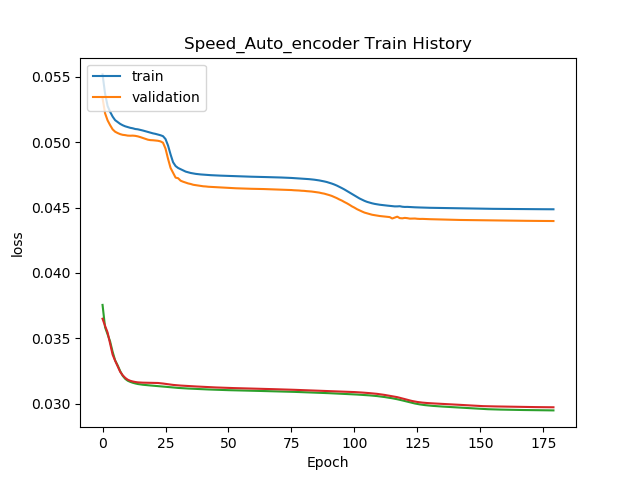 Speed_Auto_encoder Train History
train
validation
0.055
0.050
0.045
0.040
0.035
0.030
loss
0 25 50 75 100 125 150 175
Epoch